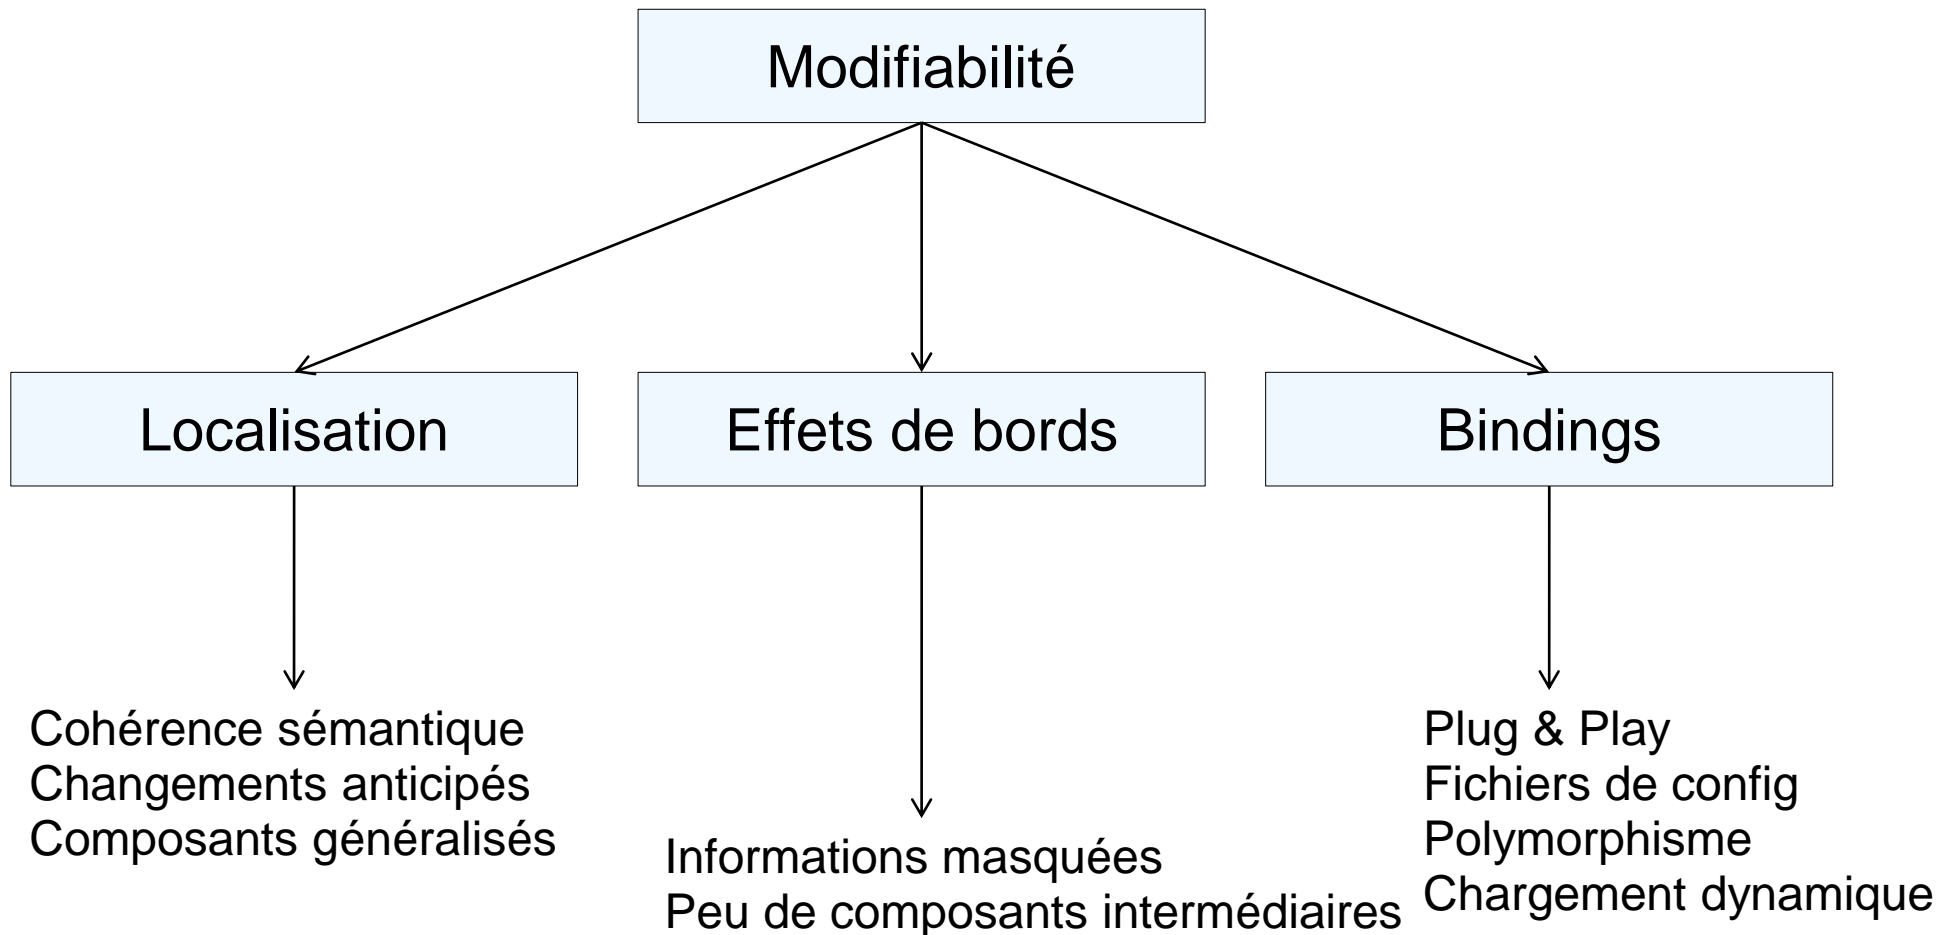 Modifiabilité
Localisation
Effets de bords
Bindings
Cohérence sémantique
Changements anticipés
Composants généralisés
Informations masquées
Peu de composants intermédiaires
Plug & Play
Fichiers de config
Polymorphisme
Chargement dynamique